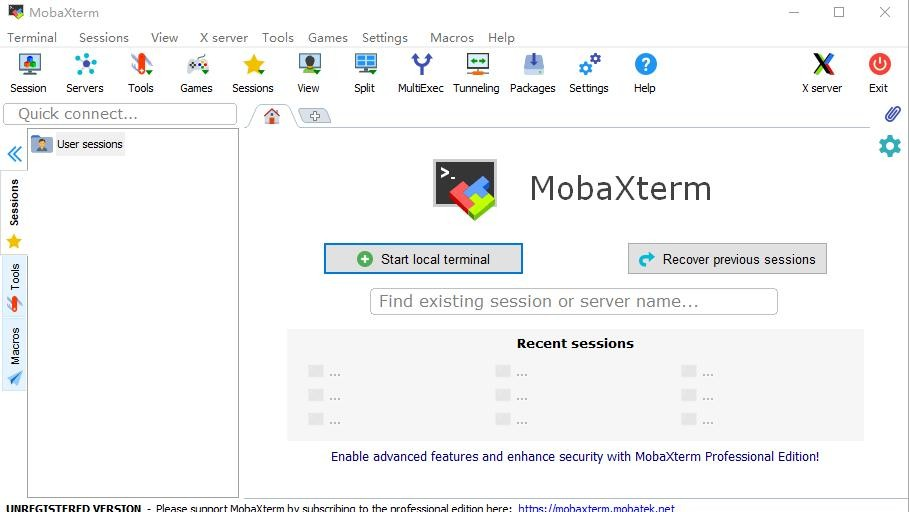 MobaXterm
Terminal Sessions View X server Tools Games Settings Macros Help
Session Servers Tools Games Sessions View Split MultiExec Tunneling Packages Settings Help X server Exit
Quick connect...
User sessions
Sessions
Tools
Macros
>_
MobaXterm
Start local terminal
Recover previous sessions
Find existing session or server name...
Recent sessions
... ... ...
... ... ...
... ... ...
Enable advanced features and enhance security with MobaXterm Professional Edition!
UNREGISTERED VERSION - Please support MobaXterm by subscribing to the professional edition here: https://mobaxterm.mobatek.net